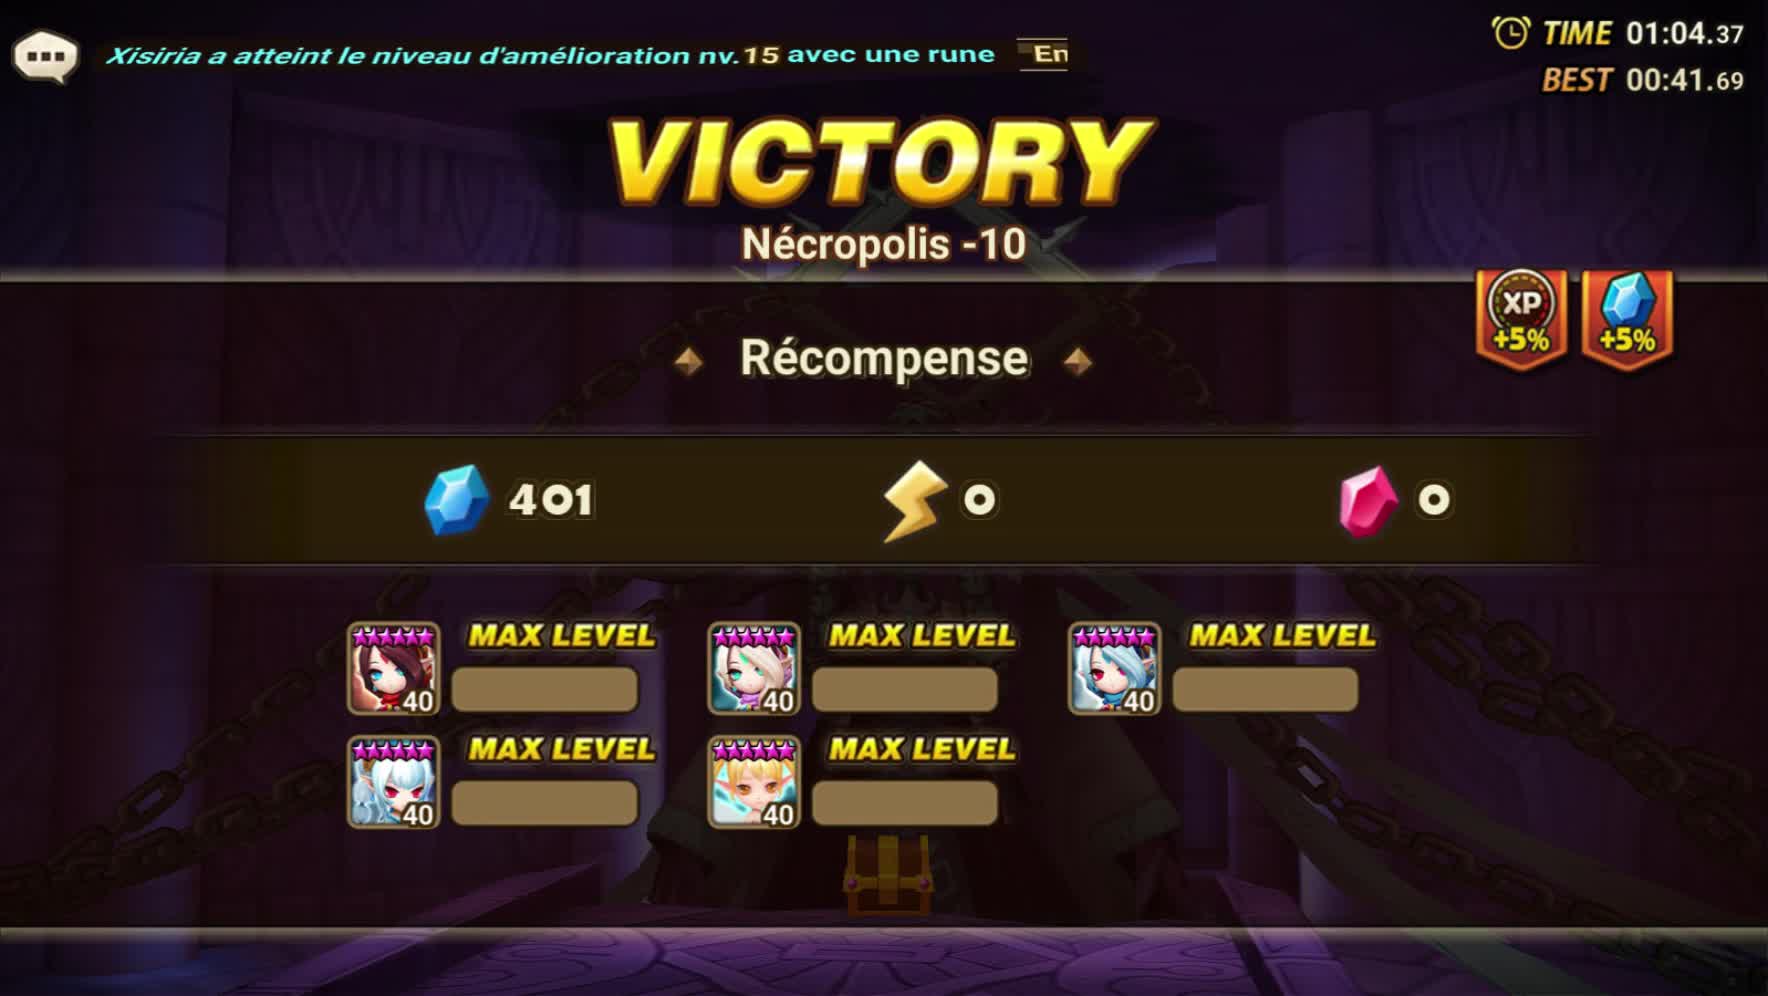 Xisiria a atteint le niveau d'amélioration nv.15 avec une rune En
TIME 01:04.37
BEST 00:41.69
VICTORY
Nécropolis -10
XP +5%
+5%
Récompense
401 0 0
40 MAX LEVEL
40 MAX LEVEL
40 MAX LEVEL
40 MAX LEVEL
40 MAX LEVEL